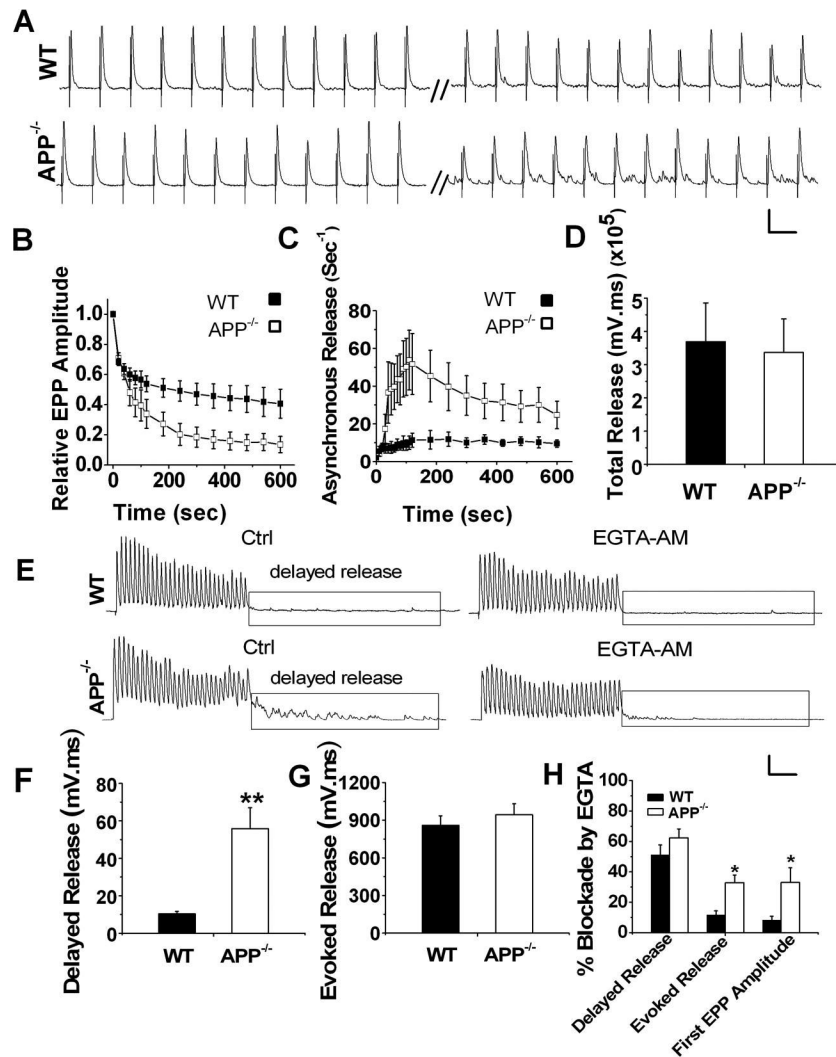 A
WT
APP-/-
B
Relative EPP Amplitude
1.0
0.8
0.6
0.4
0.2
0.0
WT
APP-/-
0 200 400 600
Time (sec)
C
Asynchronous Release (Sec-1)
80
60
40
20
0
WT
APP-/-
0 200 400 600
Time (sec)
D
Total Release (mV.ms) (x10^5)
5
4
3
2
1
0
WT APP-/-
E
Ctrl
EGTA-AM
WT
delayed release
Ctrl
EGTA-AM
APP-/-
delayed release
F
Delayed Release (mV.ms)
80
60
40
20
0
**
WT APP-/-
G
Evoked Release (mV.ms)
1200
900
600
300
0
WT APP-/-
H
% Blockade by EGTA
100
80
60
40
20
0
WT
APP-/-
*
*
Delayed Release
Evoked Release
First EPP Amplitude